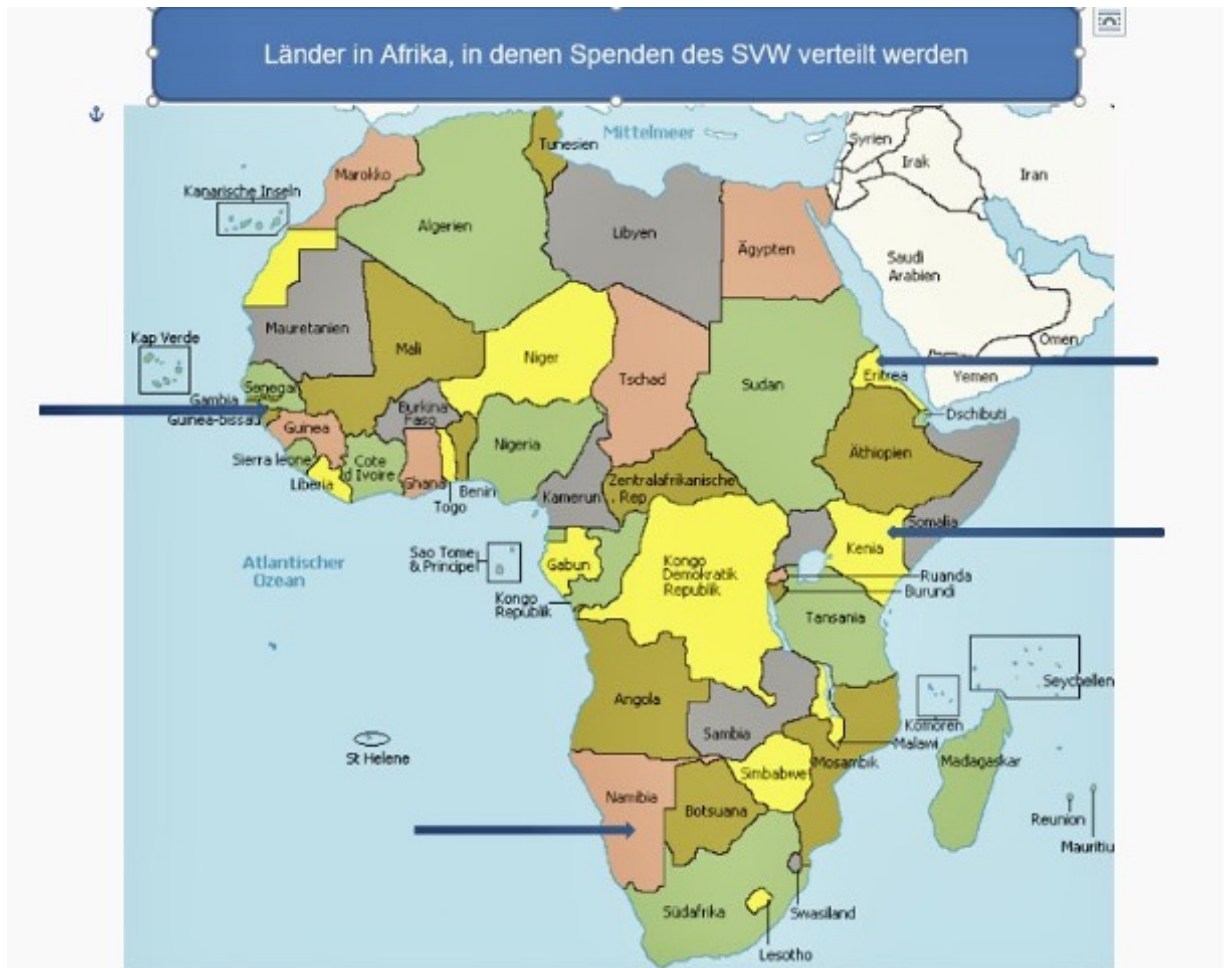 Länder in Afrika, in denen Spenden des SVW verteilt werden
Mittelmeer
Tunesien
Syrien
Irak
Iran
Marokko
Kanarische Inseln
Algerien
Libyen
Ägypten
Saudi
Arabien
Mauretanien
Kap Verde
Mali
Niger
Tschad
Sudan
Omen
Yemen
Eritrea
Senegal
Gambia
Guinea-bissau
Burkina
Faso
Dschibuti
Guinea
Nigeria
Äthiopien
Sierra leone
Cote
d Ivoire
Liberia
Ghana
Benin
Togo
Kamerun
Zentralafrikanische
Rep
Somalia
Kenia
Atlantischer
Ozean
Sao Tome
& Principe
Gabun
Kongo
Demokratik
Republik
Ruanda
Burundi
Kongo
Republik
Tansania
Seychellen
Angola
Sambia
Komoren
Malawi
St Helene
Simbabwe
Mosambik
Madagaskar
Namibia
Botsuana
Reunion
Mauritiu
Südafrika
Swasiland
Lesotho